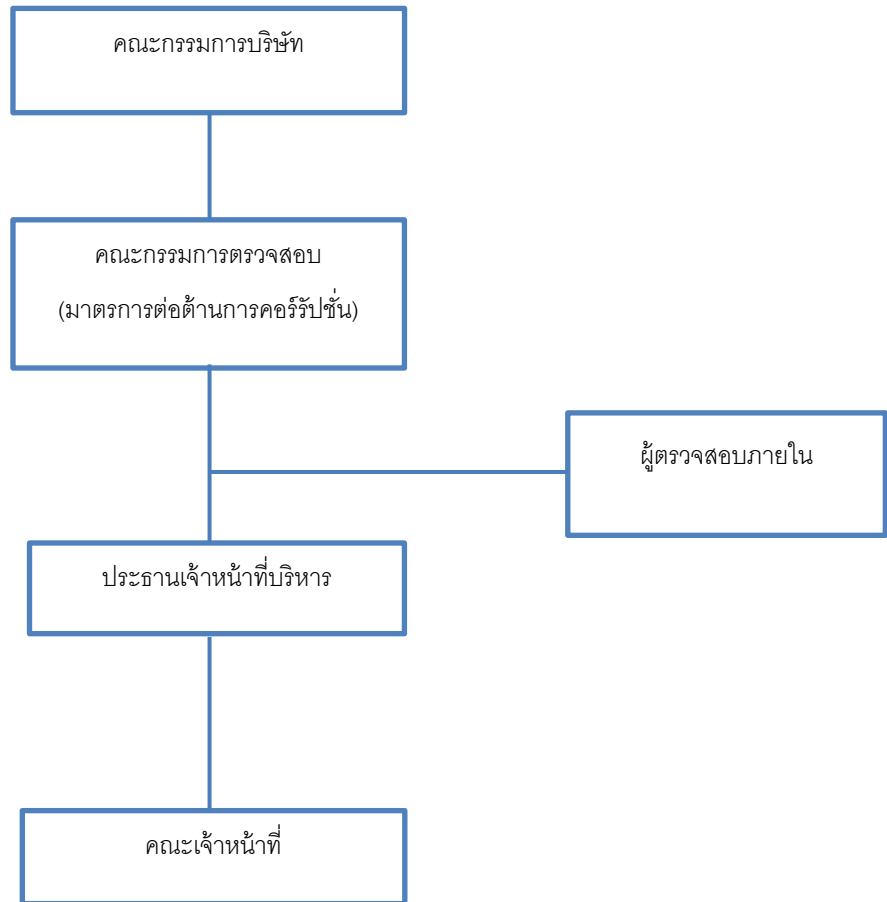 คณะกรรมการบริษัท
คณะกรรมการตรวจสอบ
(มาตรการต่อต้านการคอร์รัปชั่น)
ผู้ตรวจสอบภายใน
ประธานเจ้าหน้าที่บริหาร
คณะเจ้าหน้าที่